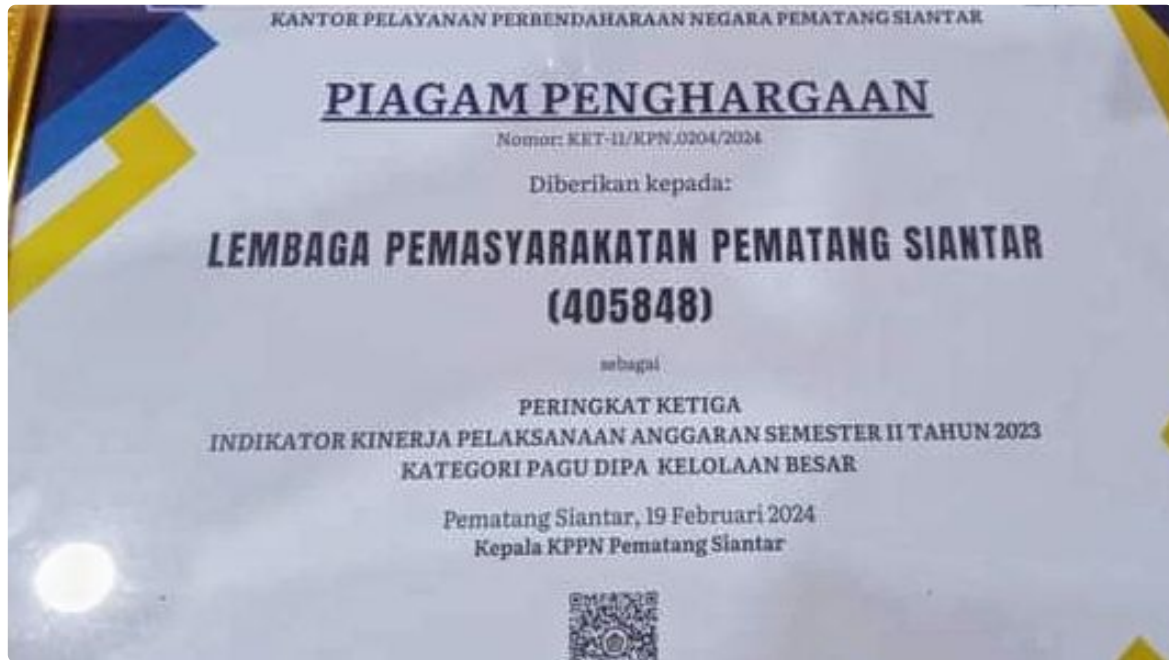 KANTOR PELAYANAN PERBENDAHARAAN NEGARA PEMATANG SIANTAR
PIAGAM PENGHARGAAN
Nomor: KET-11/KPN.0204/2024
Diberikan kepada:
LEMBAGA PEMASYARAKATAN PEMATANG SIANTAR
(405848)
sebagai
PERINGKAT KETIGA
INDIKATOR KINERJA PELAKSANAAN ANGGARAN SEMESTER II TAHUN 2023
KATEGORI PAGU DIPA KELOLAAN BESAR
Pematang Siantar, 19 Februari 2024
Kepala KPPN Pematang Siantar